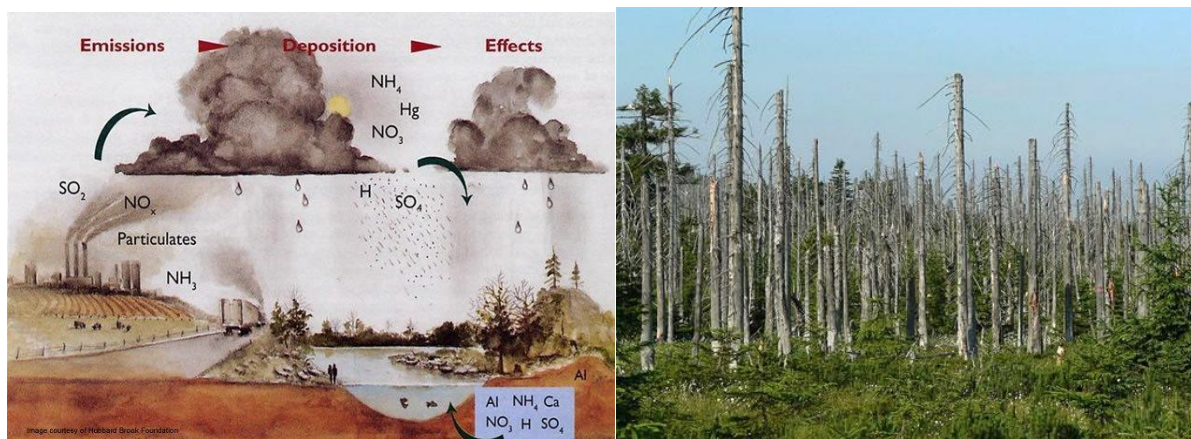 Emissions Deposition Effects
NH4
Hg
NO3
SO2
NOx
H
SO4
Particulates
NH3
Al
Al NH4 Ca
NO3 H SO4
Image courtesy of Hubbard Brook Foundation